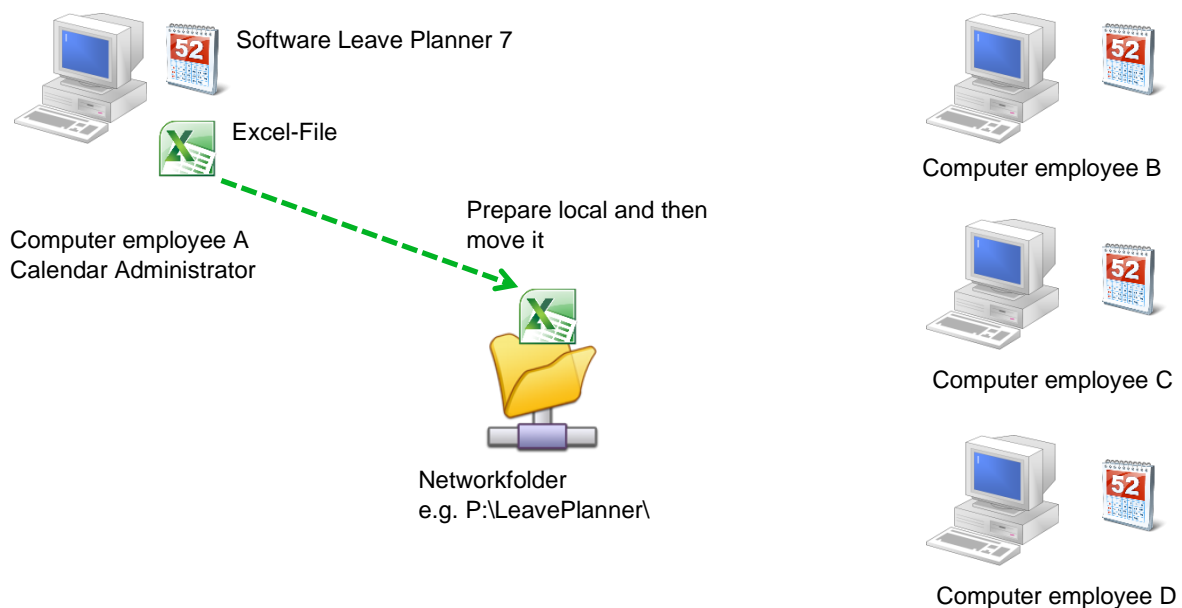 Software Leave Planner 7
52
Excel-File
Computer employee A
Calendar Administrator
Prepare local and then
move it
Networkfolder
e.g. P:\LeavePlanner\
52
Computer employee B
52
Computer employee C
52
Computer employee D